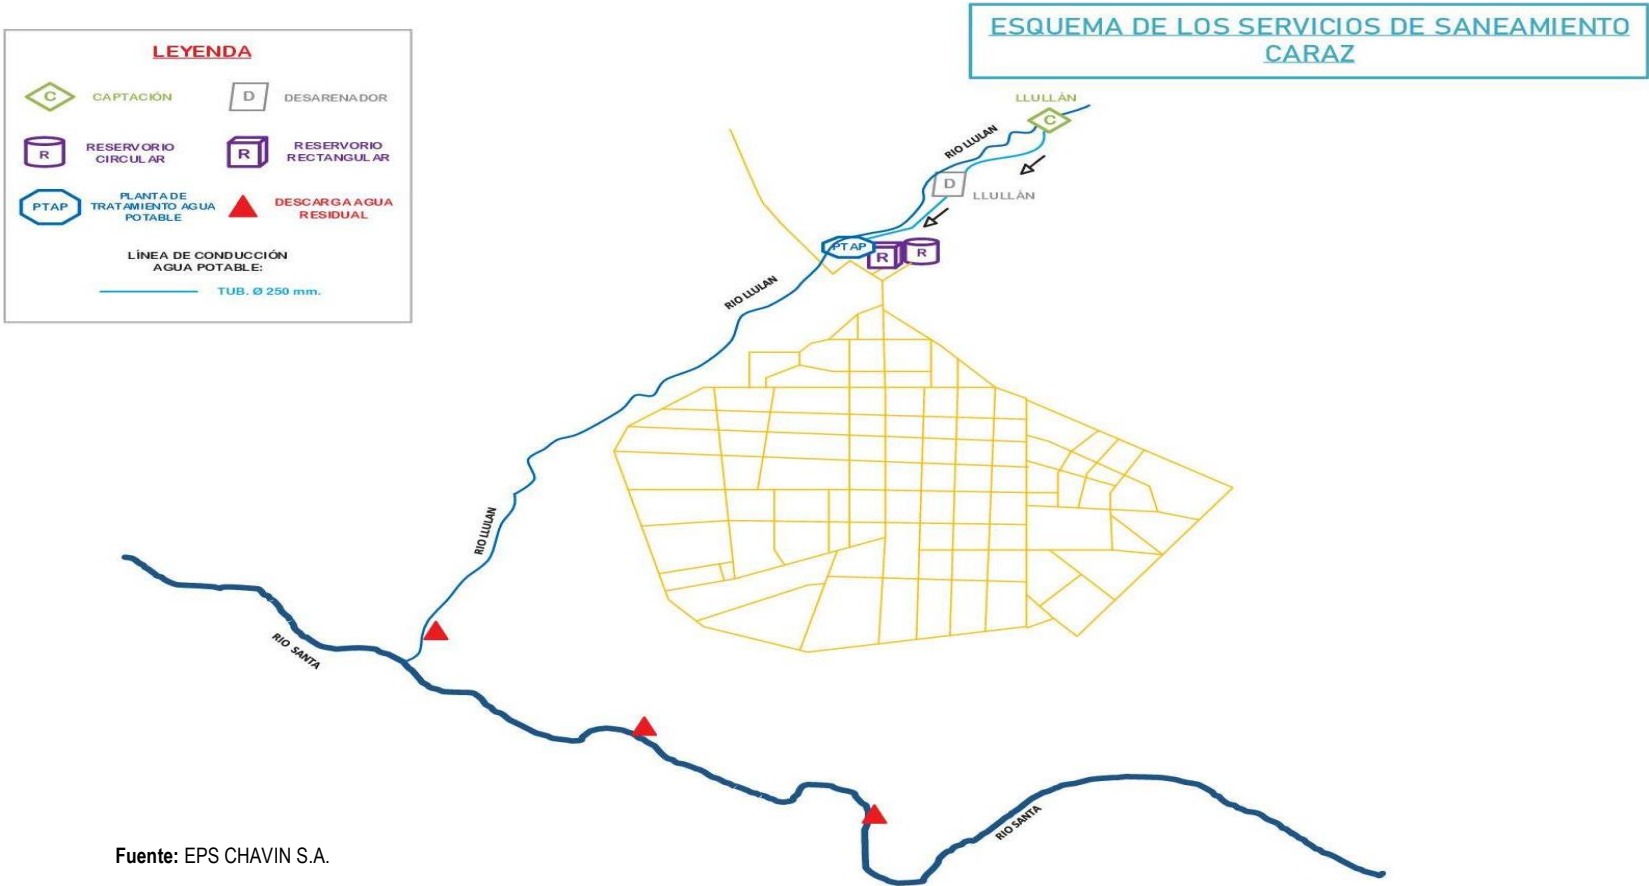 ESQUEMA DE LOS SERVICIOS DE SANEAMIENTO
CARAZ
LEYENDA
C
CAPTACIÓN
D
DESARENADOR
R
RESERVORIO
CIRCULAR
R
RESERVORIO
RECTANGULAR
PTAP
PLANTA DE
TRATAMIENTO AGUA
POTABLE
DESCARGA AGUA
RESIDUAL
LÍNEA DE CONDUCCIÓN
AGUA POTABLE:
TUB. Ø 250 mm.
LLULLÀN
C
RIO LLULAN
D
LLULLÀN
PTAP
R
R
RIO LLULAN
RIO LLULAN
RIO SANTA
RIO SANTA
Fuente: EPS CHAVIN S.A.